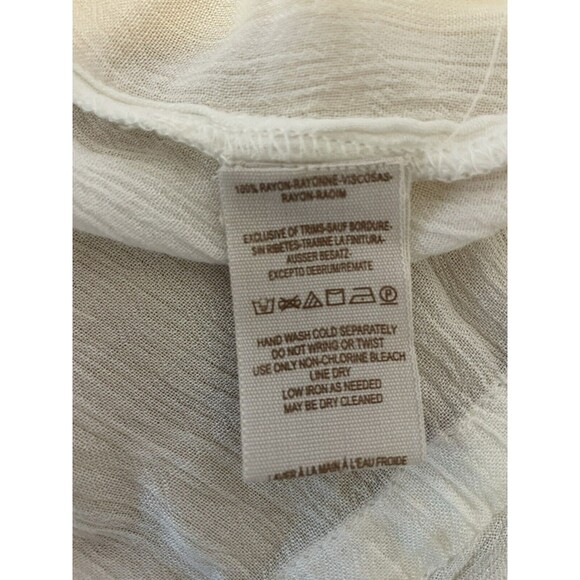 100% RAYON-RAYONNE-VISCOSAS-
RAYON-RAOIM
EXCLUSIVE OF TRIMS-SAUF BORDURE-
SIN RIBETES-TRANNE LA FINITURA-
AUSSER BESATZ-
EXCEPTO DEBRUM/REMATE
HAND WASH COLD SEPARATELY
DO NOT WRING OR TWIST
USE ONLY NON-CHLORINE BLEACH
LINE DRY
LOW IRON AS NEEDED
MAY BE DRY CLEANED
LAVER À LA MAIN À L'EAU FROIDE